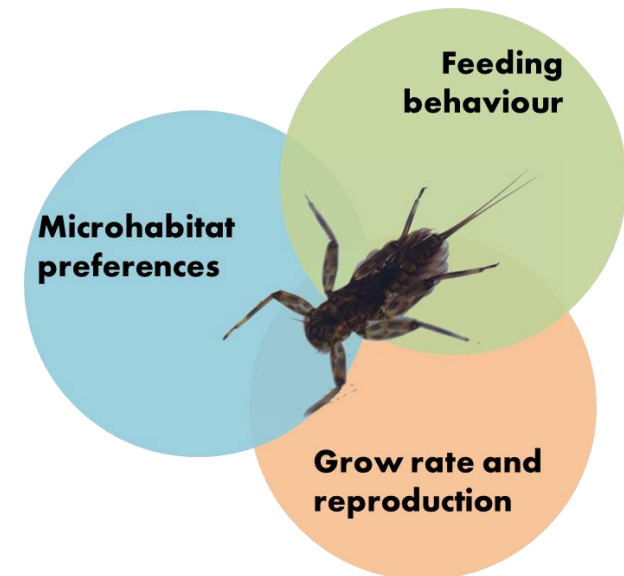 Feeding
behaviour
Microhabitat
preferences
Grow rate and
reproduction